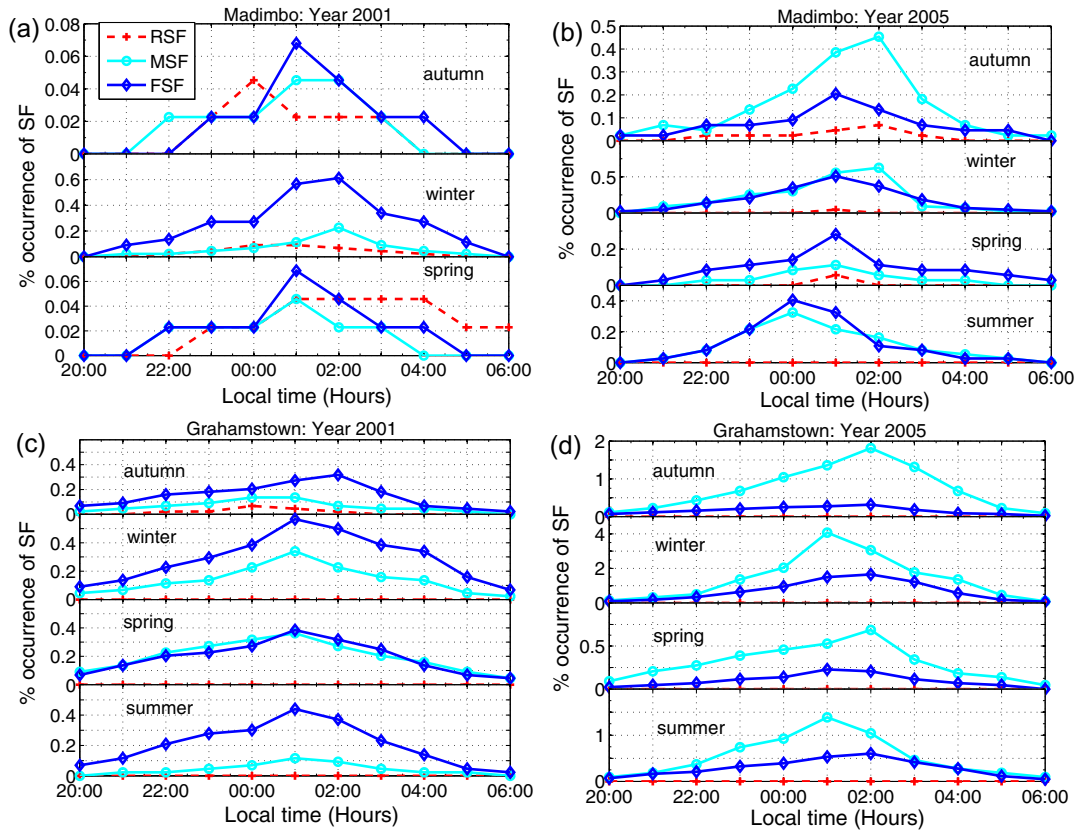 (a)
Madimbo: Year 2001
% occurrence of SF
RSF
MSF
FSF
autumn
0.08
0.06
0.04
0.02
0
winter
0.6
0.4
0.2
0
spring
0.06
0.04
0.02
0
20:00 22:00 00:00 02:00 04:00 06:00
Local time (Hours)
(b)
Madimbo: Year 2005
% occurrence of SF
0.5
0.4
0.3
0.2
0.1
0
autumn
winter
0.5
0
spring
0.2
0
summer
0.4
0.2
0
20:00 22:00 00:00 02:00 04:00 06:00
Local time (Hours)
(c)
Grahamstown: Year 2001
% occurrence of SF
autumn
0.4
0.2
0
winter
0.4
0.2
0
spring
0.4
0.2
0
summer
0.4
0.2
0
20:00 22:00 00:00 02:00 04:00 06:00
Local time (Hours)
(d)
Grahamstown: Year 2005
% occurrence of SF
autumn
2
1.5
1
0.5
0
winter
4
2
0
spring
0.5
0
summer
1
0
20:00 22:00 00:00 02:00 04:00 06:00
Local time (Hours)